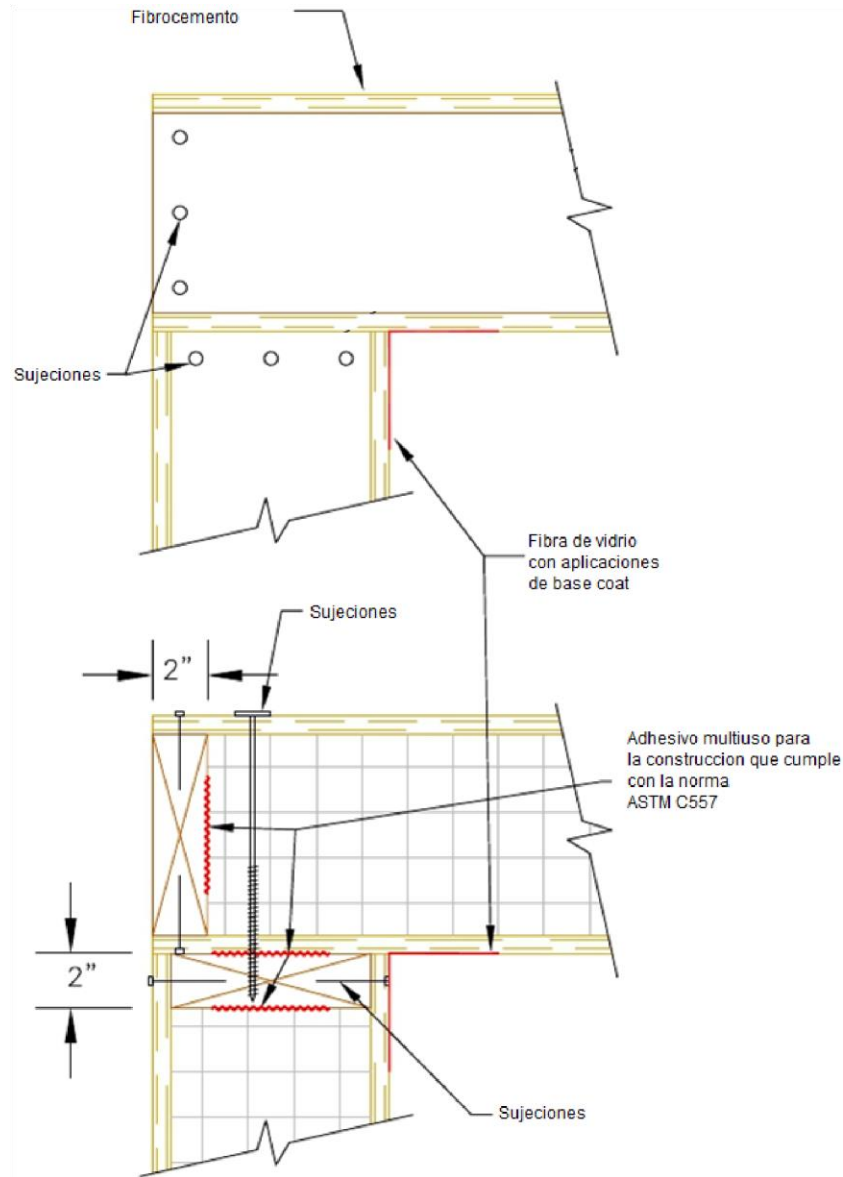 Fibrocemento
Sujeciones
Fibra de vidrio
con aplicaciones
de base coat
Sujeciones
2”
Adhesivo multiuso para
la construccion que cumple
con la norma
ASTM C557
2”
Sujeciones